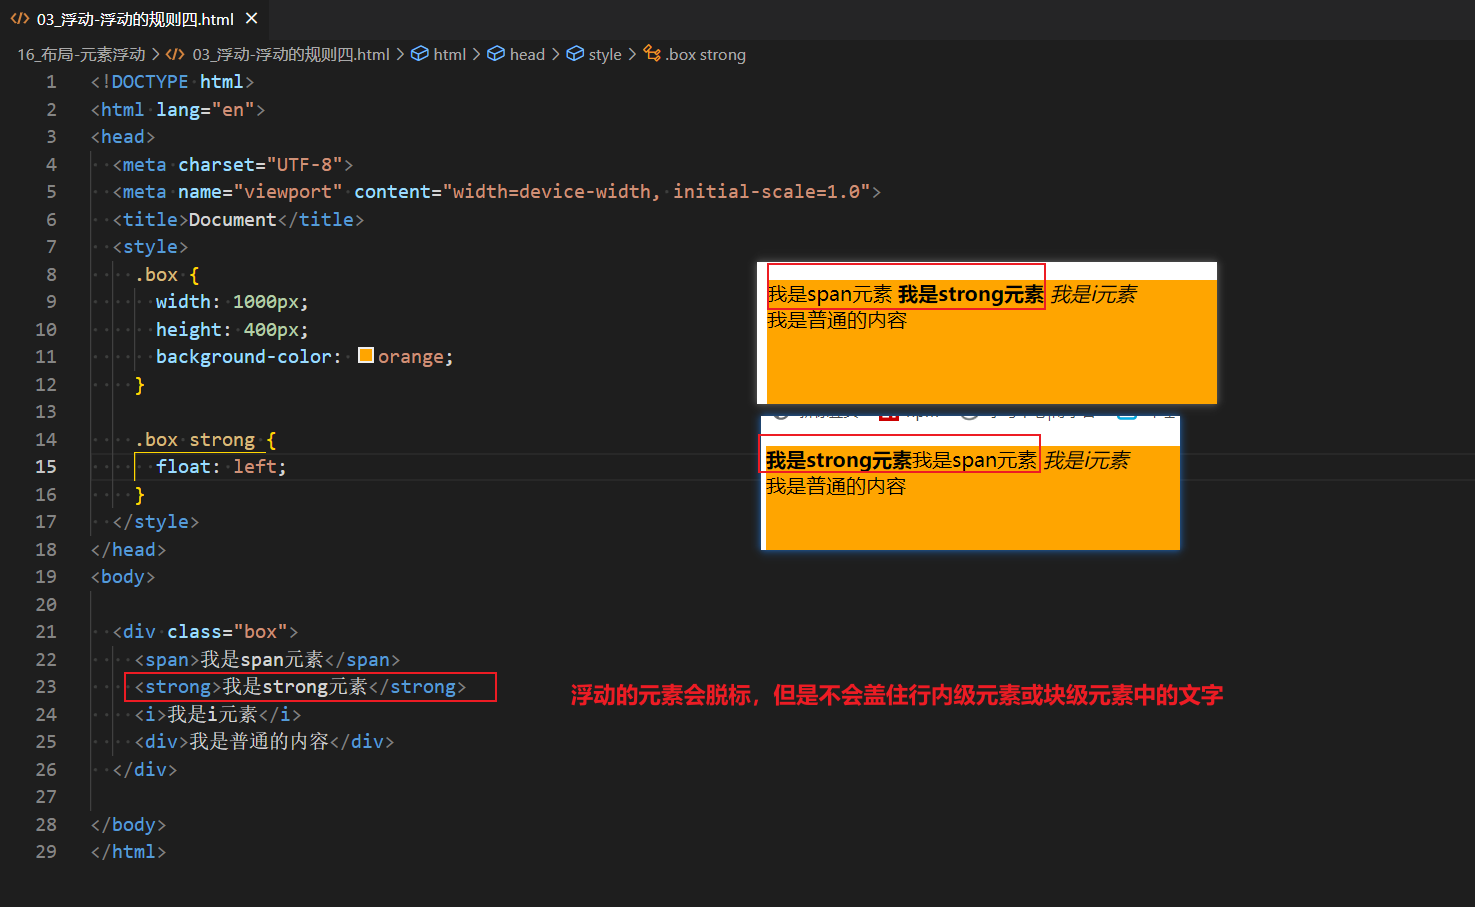 03_浮动-浮动的规则四.html
16_布局-元素浮动 > 03_浮动-浮动的规则四.html > html > head > style > .box strong
1 <!DOCTYPE html>
2 <html lang="en">
3 <head>
4 <meta charset="UTF-8">
5 <meta name="viewport" content="width=device-width, initial-scale=1.0">
6 <title>Document</title>
7 <style>
8 .box {
9 width: 1000px;
10 height: 400px;
11 background-color: orange;
12 }
13
14 .box strong {
15 float: left;
16 }
17 </style>
18 </head>
19 <body>
20
21 <div class="box">
22 <span>我是span元素</span>
23 <strong>我是strong元素</strong>
24 <i>我是i元素</i>
25 <div>我是普通的内容</div>
26 </div>
27
28 </body>
29 </html>
我是span元素 我是strong元素 我是i元素
我是普通的内容
我是strong元素我是span元素 我是i元素
我是普通的内容
浮动的元素会脱标，但是不会盖住行内级元素或块级元素中的文字